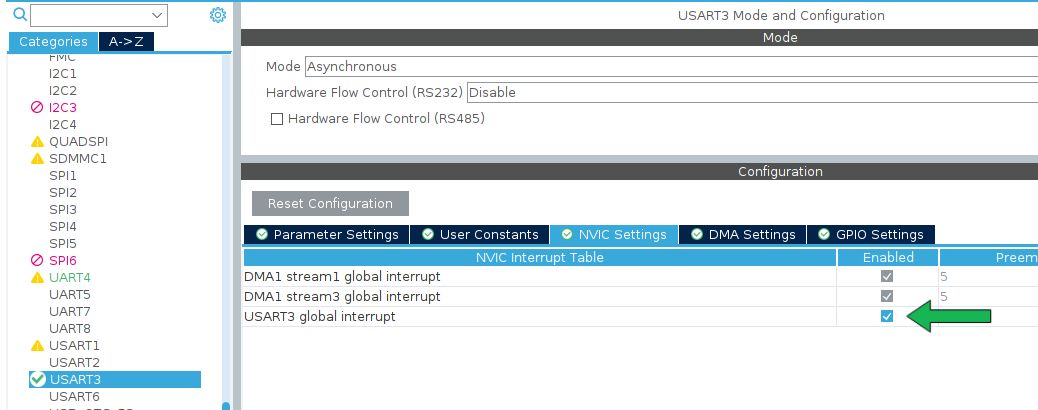 Categories A->Z
FMC
I2C1
I2C2
I2C3
I2C4
QUADSPI
SDMMC1
SPI1
SPI2
SPI3
SPI4
SPI5
SPI6
UART4
UART5
UART7
UART8
USART1
USART2
USART3
USART6
USART3 Mode and Configuration
Mode
Mode Asynchronous
Hardware Flow Control (RS232) Disable
Hardware Flow Control (RS485)
Configuration
Reset Configuration
Parameter Settings User Constants NVIC Settings DMA Settings GPIO Settings
NVIC Interrupt Table Enabled Preem
DMA1 stream1 global interrupt 5
DMA1 stream3 global interrupt 5
USART3 global interrupt